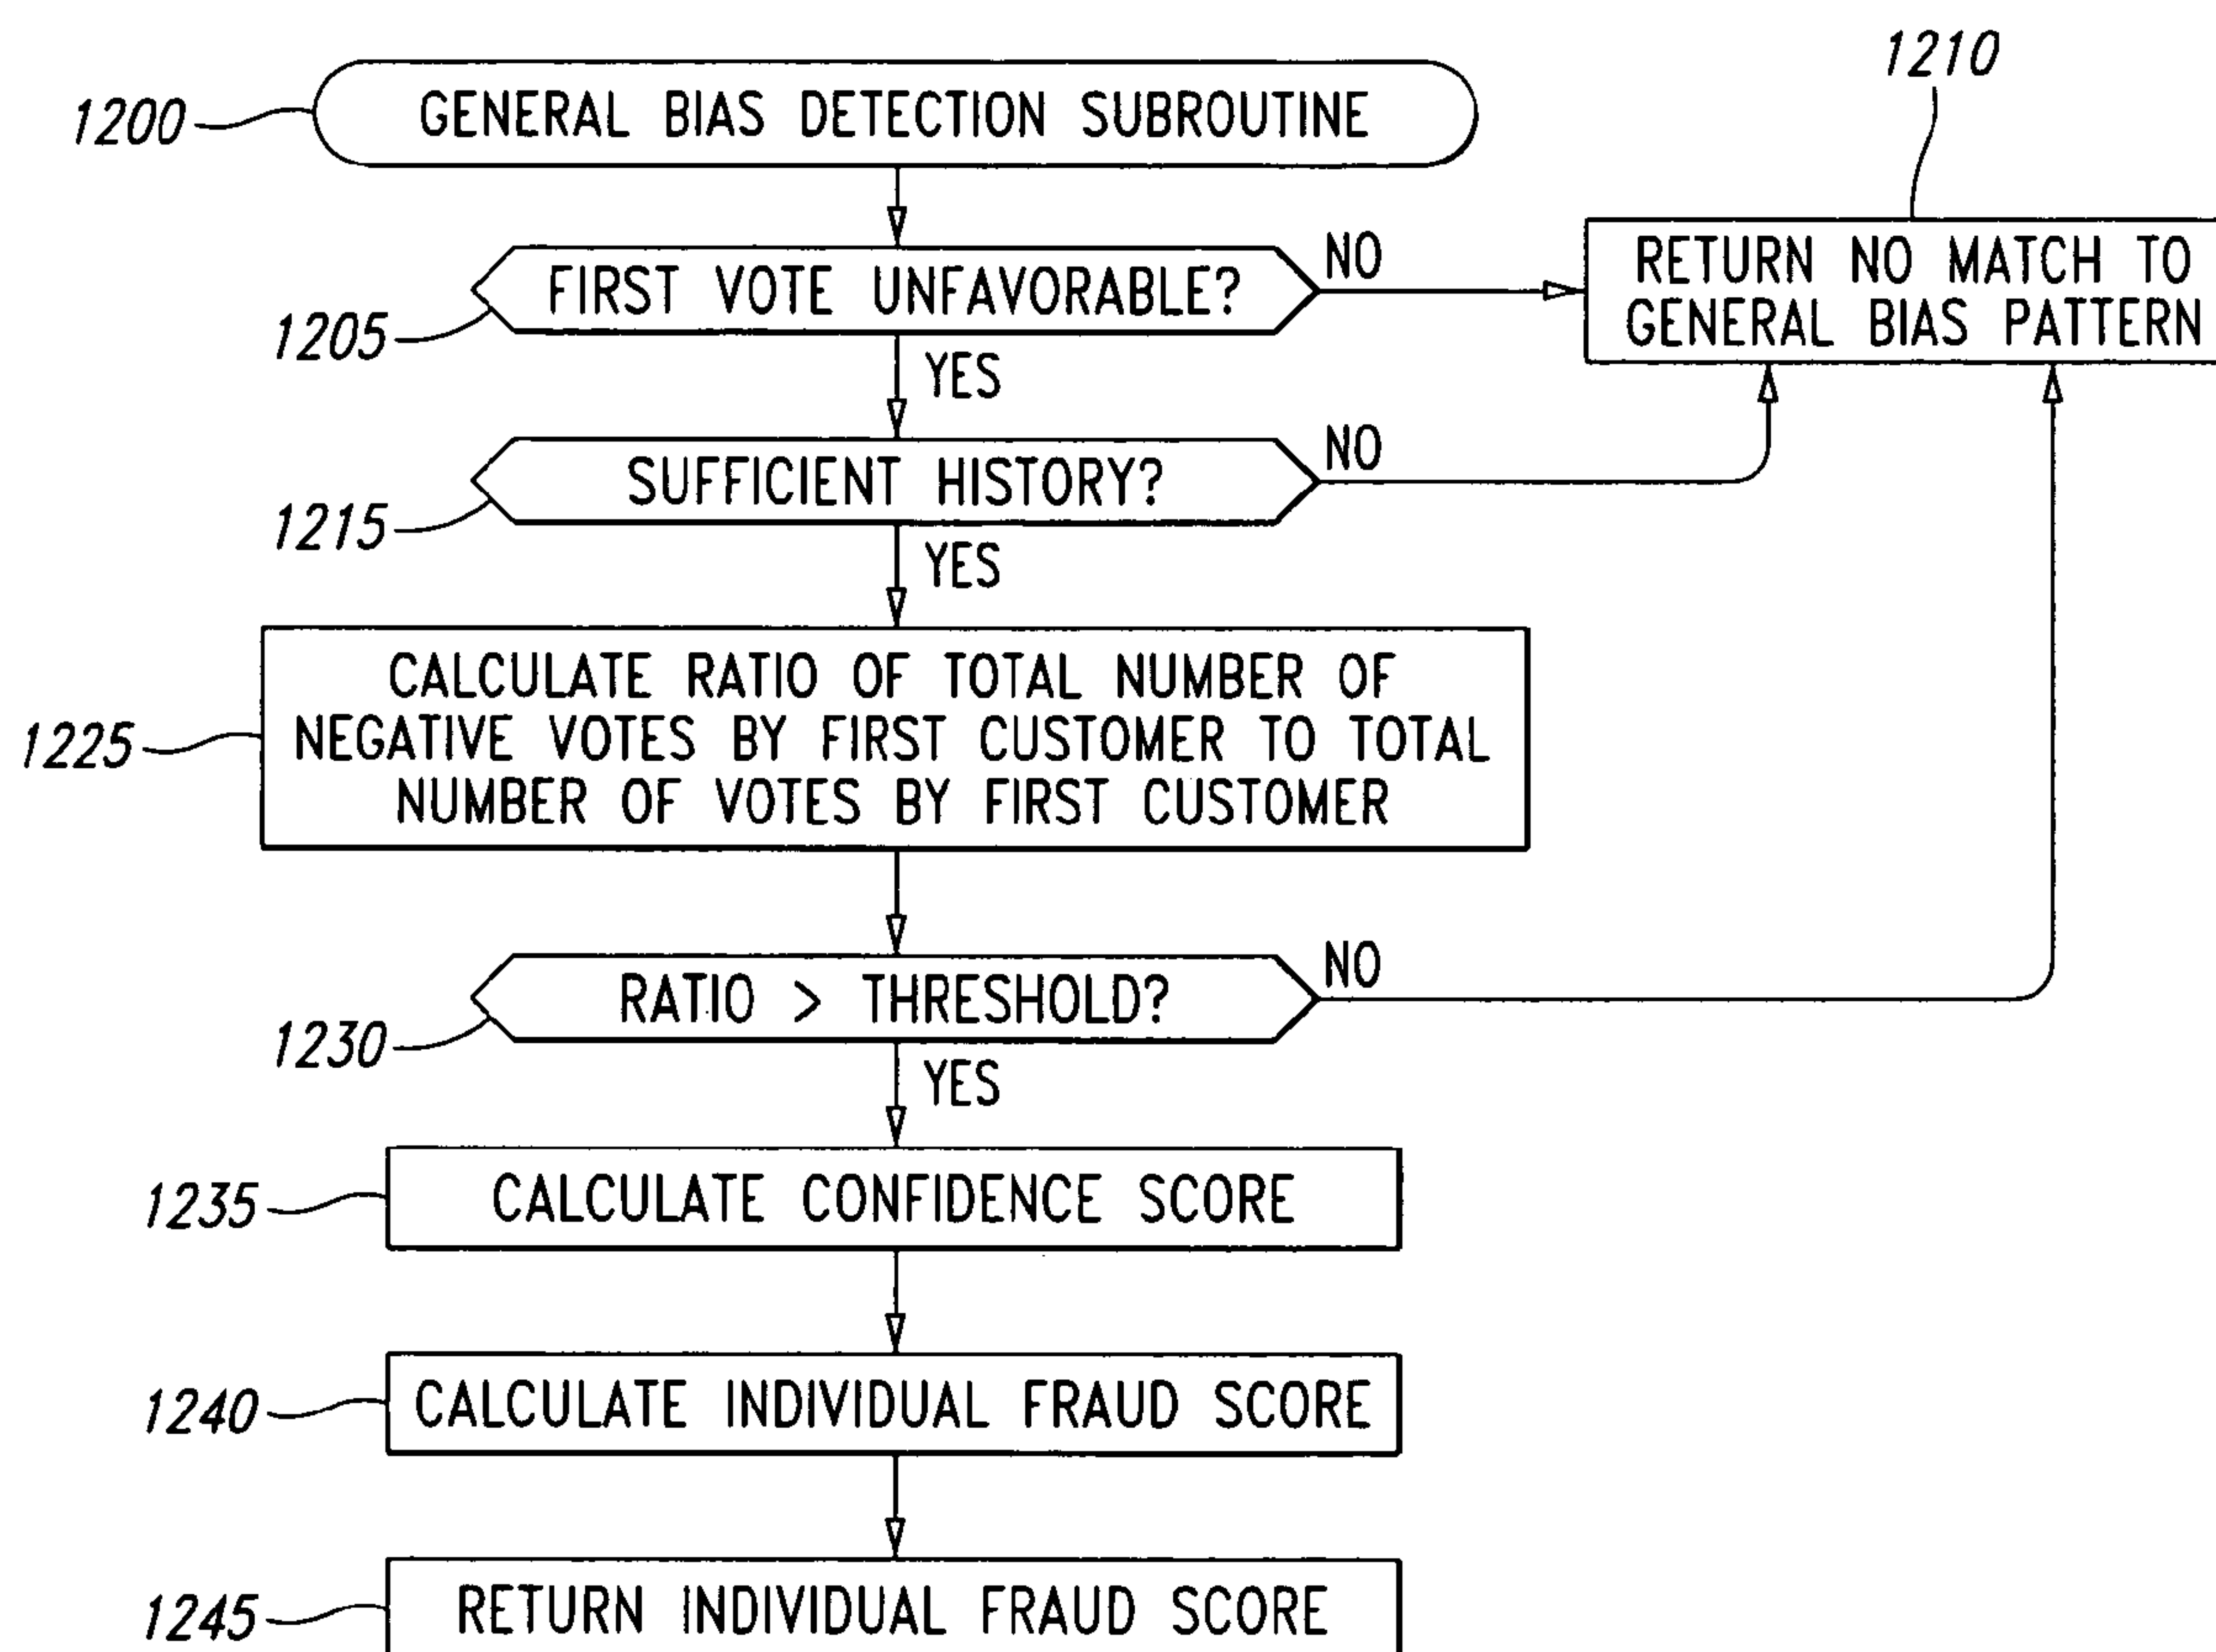 1210
1200
GENERAL BIAS DETECTION SUBROUTINE
FIRST VOTE UNFAVORABLE?
NO
RETURN NO MATCH TO
GENERAL BIAS PATTERN
1205
YES
SUFFICIENT HISTORY?
NO
1215
YES
CALCULATE RATIO OF TOTAL NUMBER OF
NEGATIVE VOTES BY FIRST CUSTOMER TO TOTAL
NUMBER OF VOTES BY FIRST CUSTOMER
1225
RATIO > THRESHOLD?
NO
1230
YES
1235
CALCULATE CONFIDENCE SCORE
1240
CALCULATE INDIVIDUAL FRAUD SCORE
1245
RETURN INDIVIDUAL FRAUD SCORE